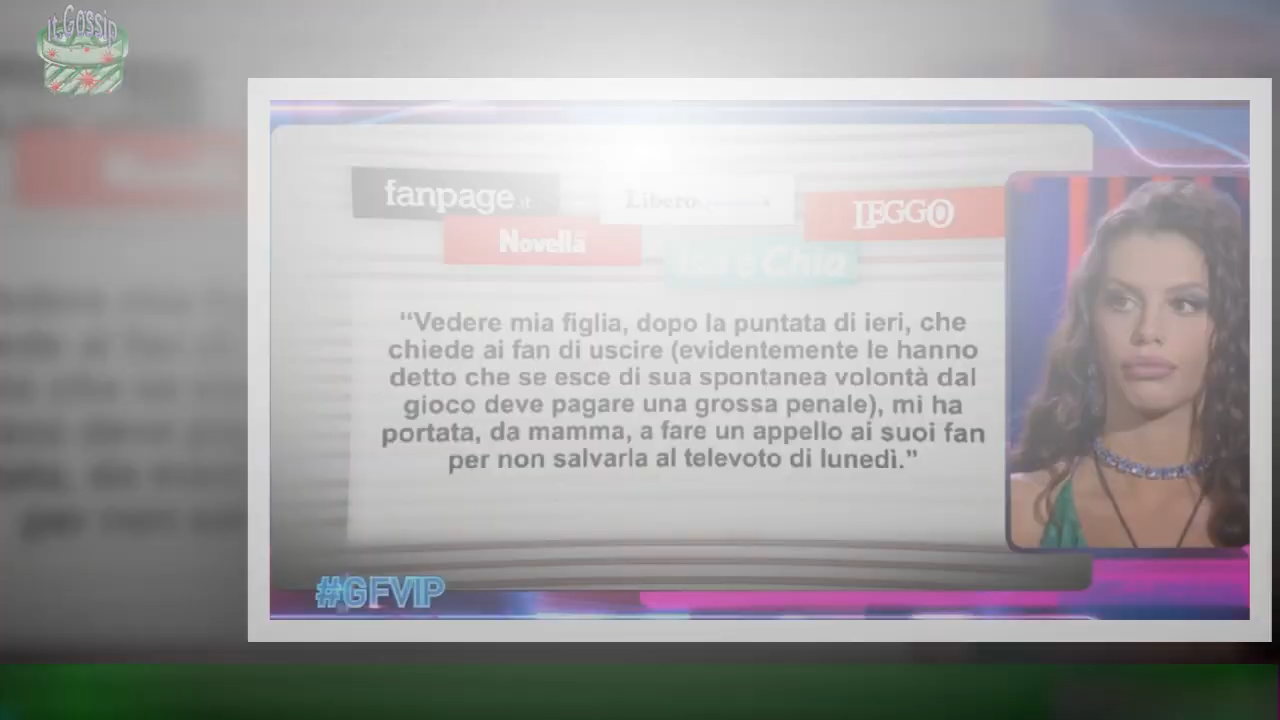 It.Gossip
fanpage.it
Libero
LEGGO
Novella
Isa e Chia
“Vedere mia figlia, dopo la puntata di ieri, che
chiede ai fan di uscire (evidentemente le hanno
detto che se esce di sua spontanea volontà dal
gioco deve pagare una grossa penale), mi ha
portata, da mamma, a fare un appello ai suoi fan
per non salvarla al televoto di lunedì.”
#GFVIP